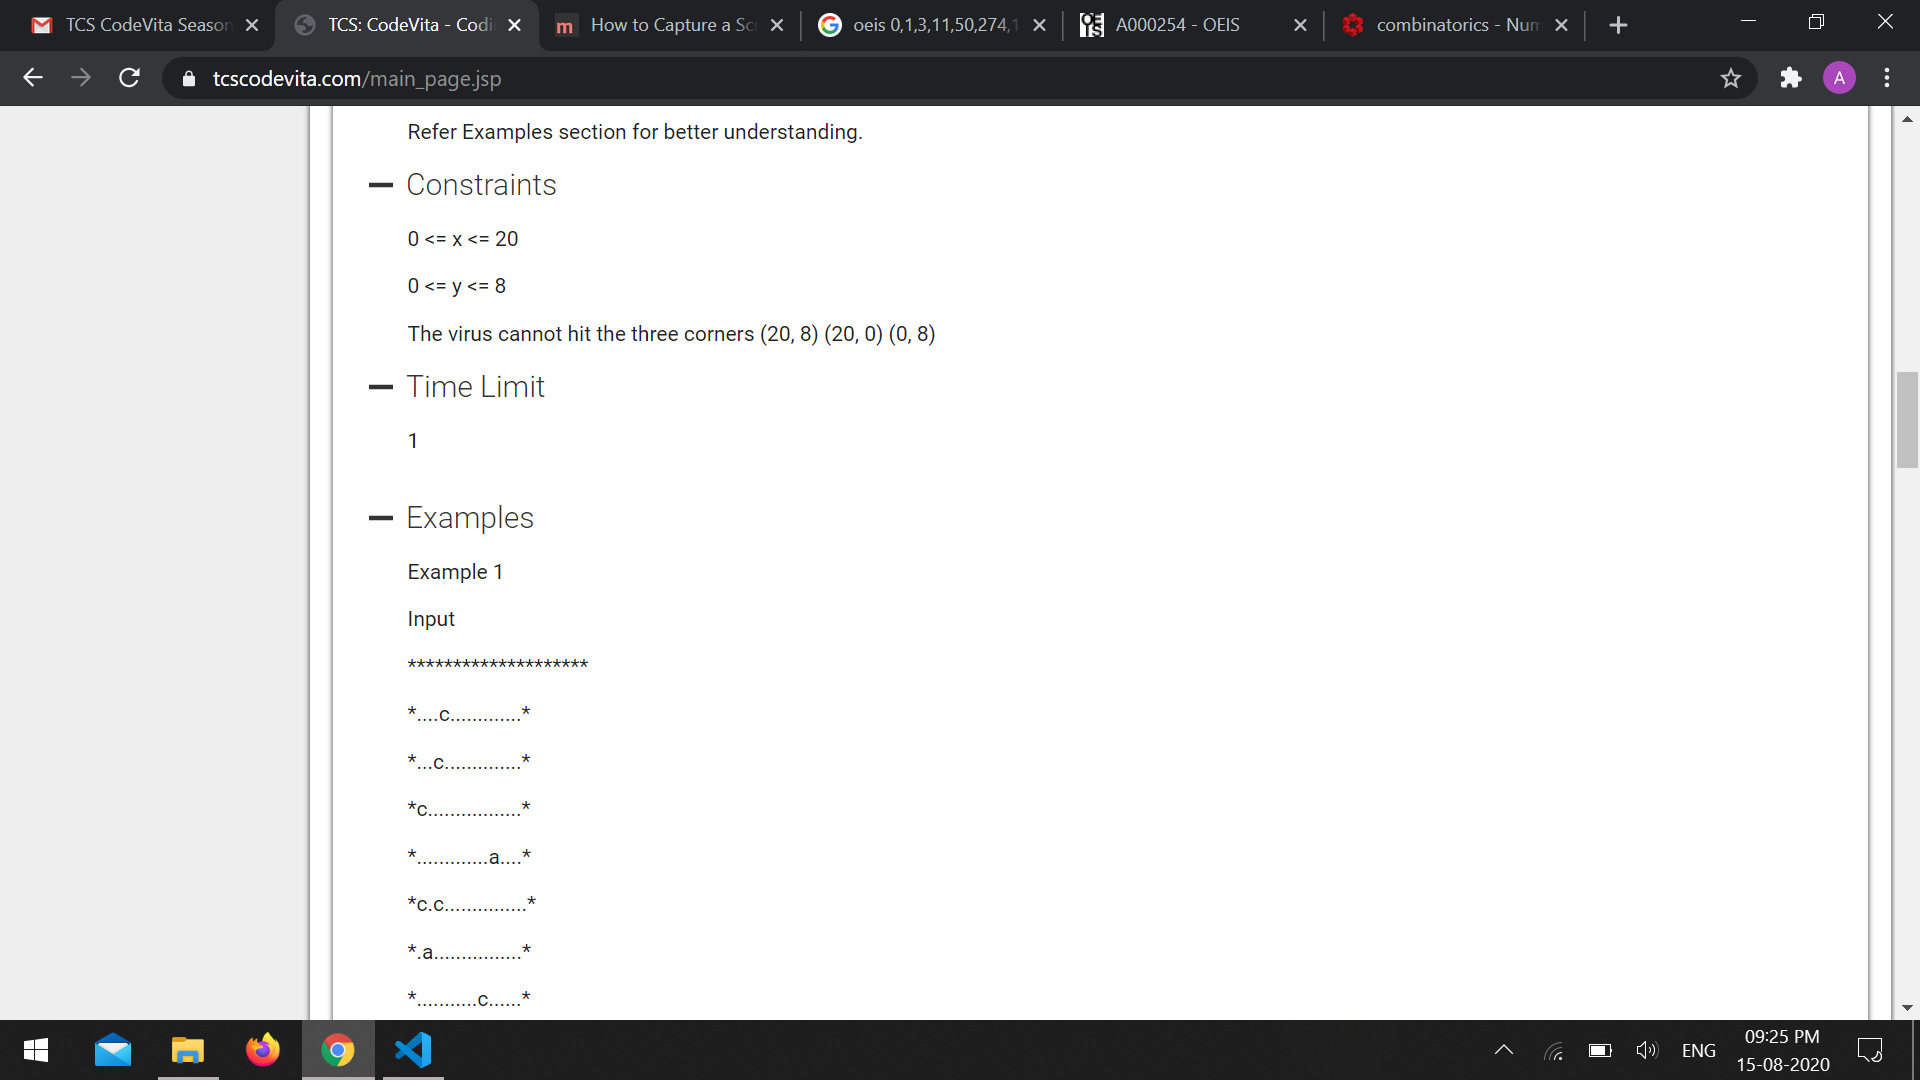 TCS CodeVita Season
TCS: CodeVita - Codi
How to Capture a Sc
oeis 0,1,3,11,50,274,1
A000254 - OEIS
combinatorics - Num
tcscodevita.com/main_page.jsp
A
Refer Examples section for better understanding.
Constraints
0 <= x <= 20
0 <= y <= 8
The virus cannot hit the three corners (20, 8) (20, 0) (0, 8)
Time Limit
1
Examples
Example 1
Input
********************
*....c.............*
*...c..............*
*c.................*
*.............a....*
*c.c...............*
*.a................*
*...........c......*
ENG
09:25 PM
15-08-2020